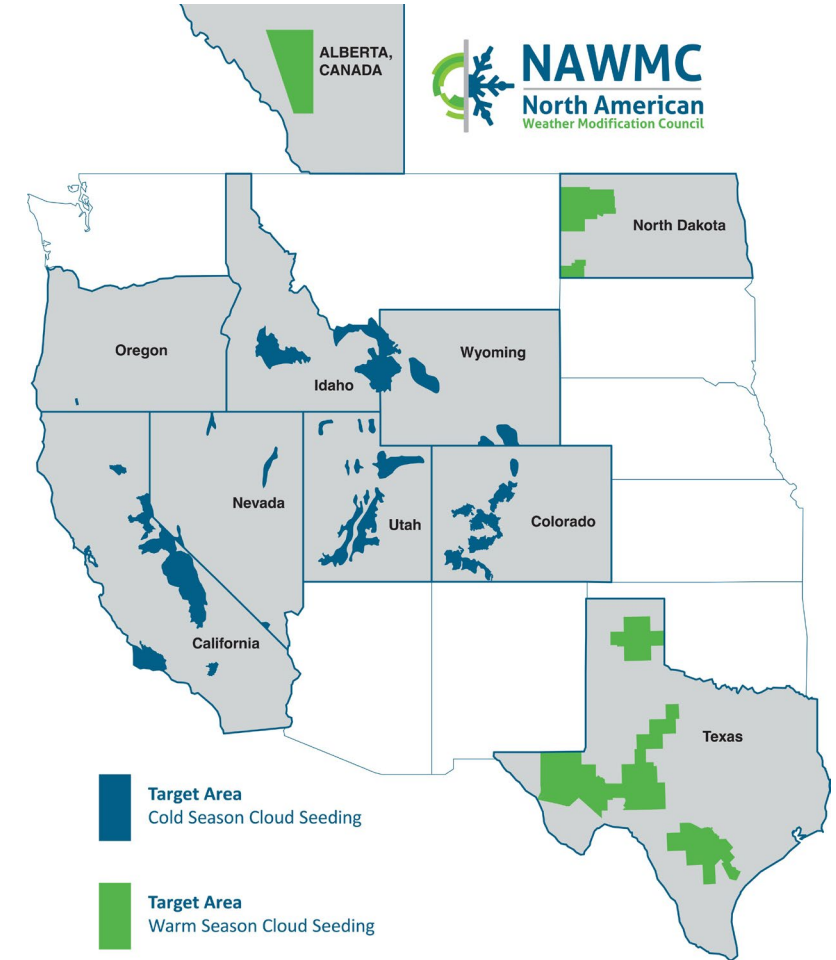 ALBERTA,
CANADA
NAWMC
North American
Weather Modification Council
North Dakota
Oregon
Idaho
Wyoming
Nevada
Utah
Colorado
California
Texas
Target Area
Cold Season Cloud Seeding
Target Area
Warm Season Cloud Seeding